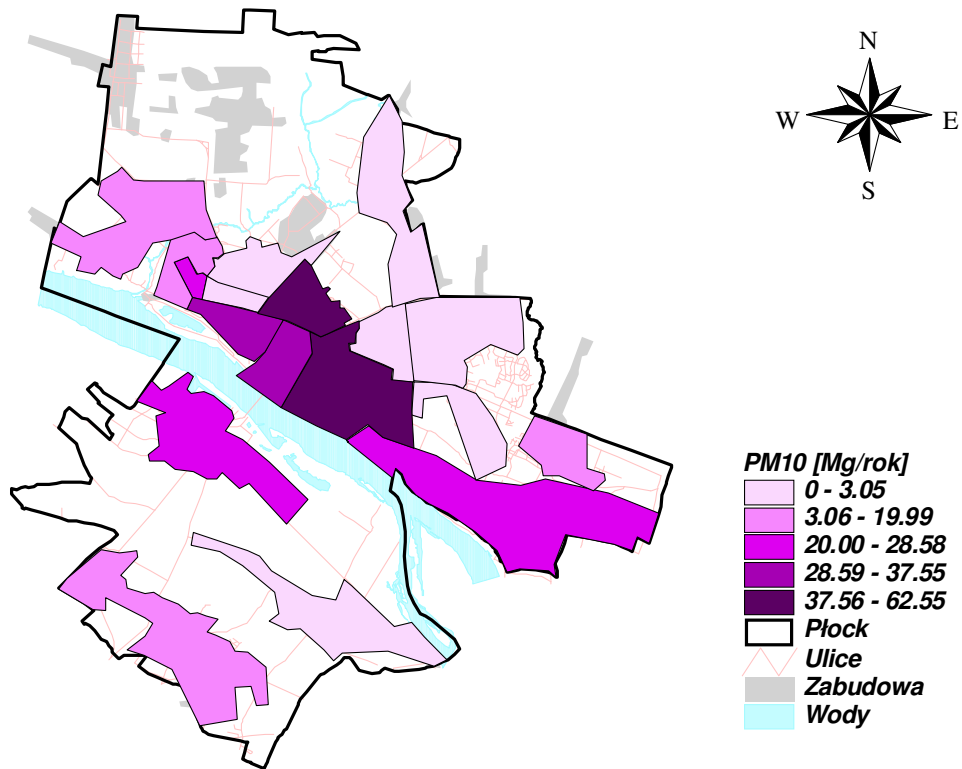 N
W E
S
PM10 [Mg/rok]
0 - 3.05
3.06 - 19.99
20.00 - 28.58
28.59 - 37.55
37.56 - 62.55
Płock
Ulice
Zabudowa
Wody